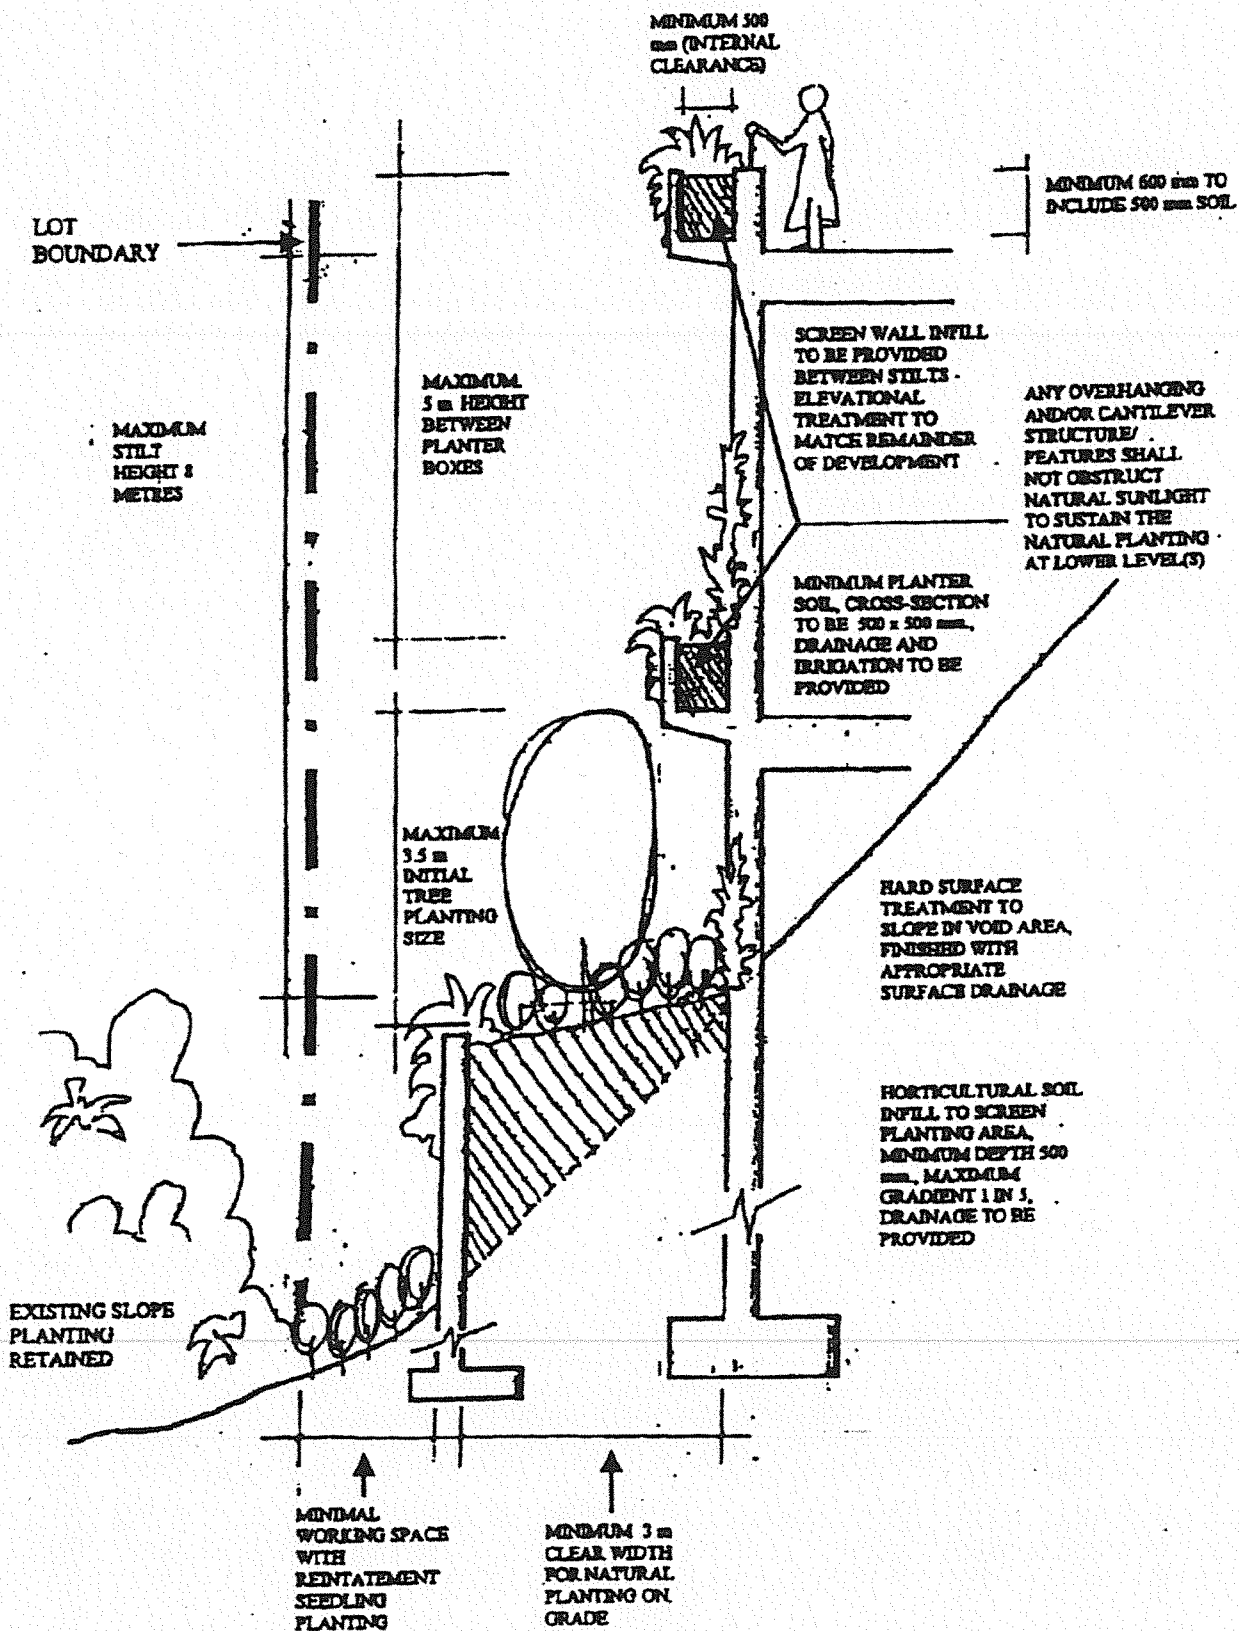 MINIMUM 500
mm (INTERNAL
CLEARANCE)
MINIMUM 600 mm TO
INCLUDE 500 mm SOIL
LOT
BOUNDARY
SCREEN WALL INFILL
TO BE PROVIDED
BETWEEN STILTS -
ELEVATIONAL
TREATMENT TO
MATCH REMAINDER
OF DEVELOPMENT
MAXIMUM
5 m HEIGHT
BETWEEN
PLANTER
BOXES
ANY OVERHANGING
AND/OR CANTILEVER
STRUCTURE/
FEATURES SHALL
NOT OBSTRUCT
NATURAL SUNLIGHT
TO SUSTAIN THE
NATURAL PLANTING
AT LOWER LEVEL(S)
MAXIMUM
STILT
HEIGHT 8
METRES
MINIMUM PLANTER
SOIL, CROSS-SECTION
TO BE 500 x 500 mm,
DRAINAGE AND
IRRIGATION TO BE
PROVIDED
MAXIMUM
3.5 m
INITIAL
TREE
PLANTING
SIZE
HARD SURFACE
TREATMENT TO
SLOPE IN VOID AREA,
FINISHED WITH
APPROPRIATE
SURFACE DRAINAGE
HORTICULTURAL SOIL
INFILL TO SCREEN
PLANTING AREA,
MINIMUM DEPTH 500
mm, MAXIMUM
GRADIENT 1 IN 5,
DRAINAGE TO BE
PROVIDED
EXISTING SLOPE
PLANTING
RETAINED
MINIMAL
WORKING SPACE
WITH
REINTATEMENT
SEEDLING
PLANTING
MINIMUM 3 m
CLEAR WIDTH
FOR NATURAL
PLANTING ON
GRADE